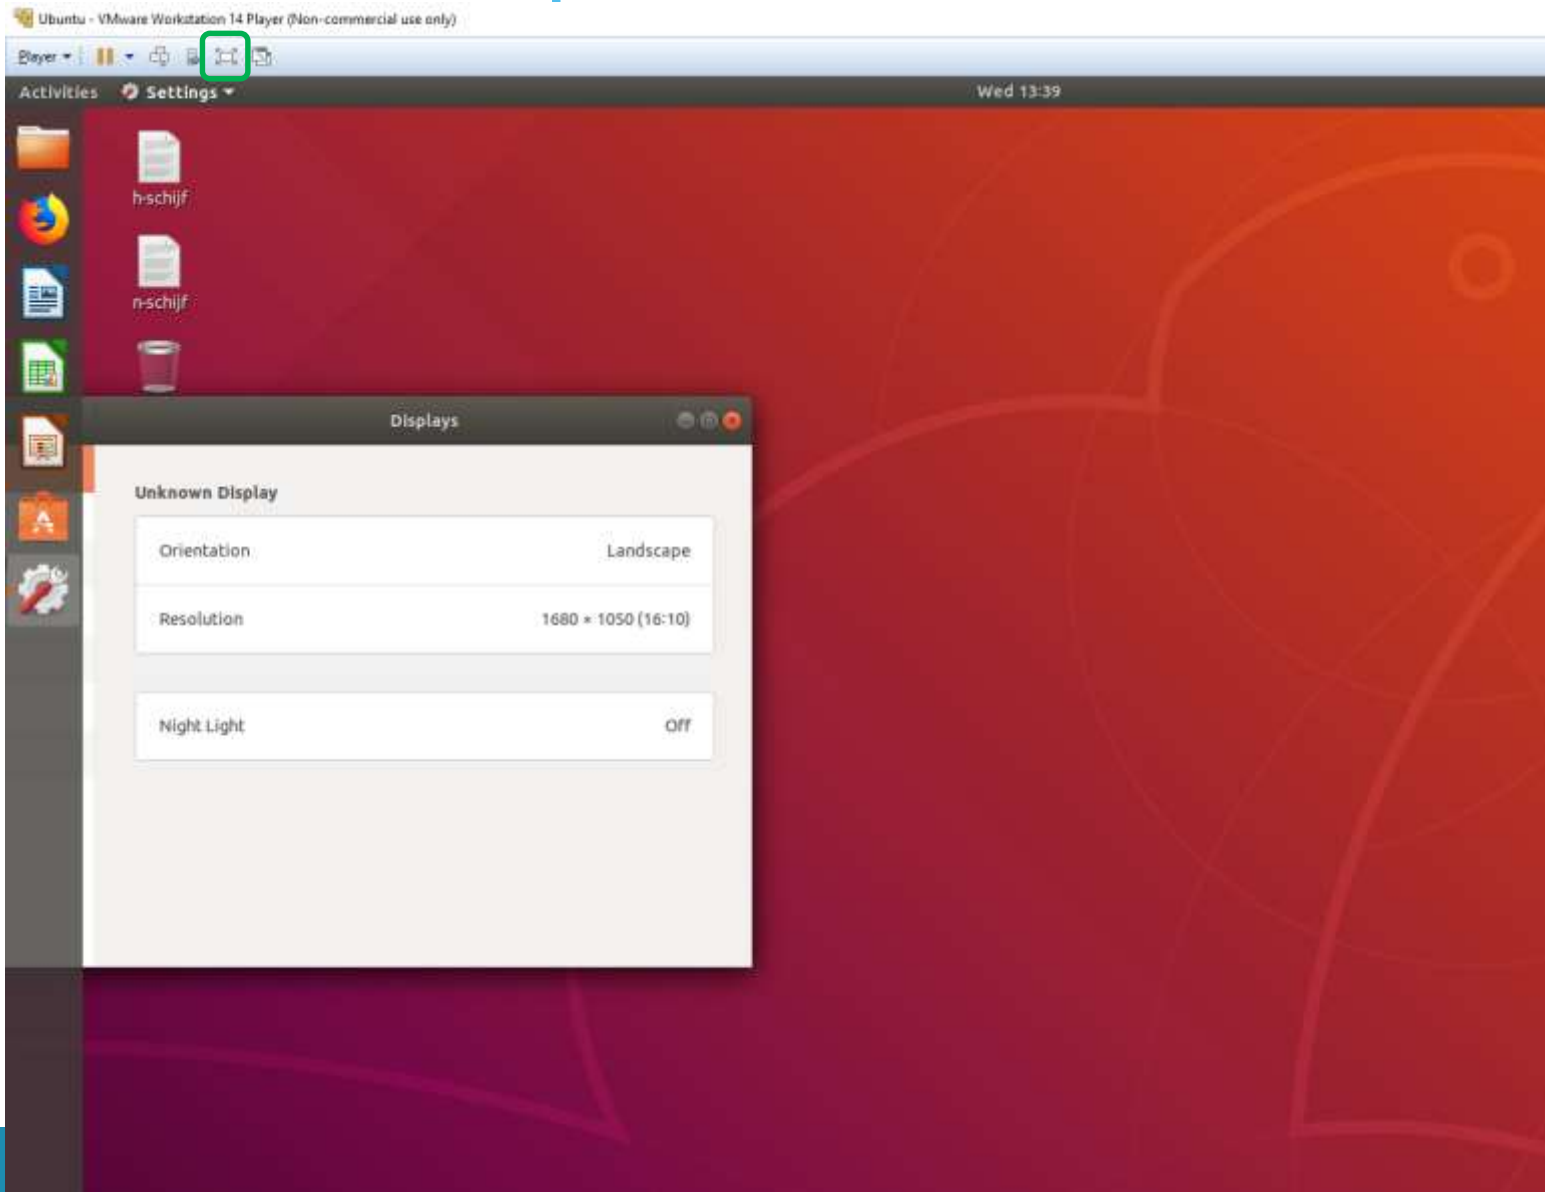 Ubuntu - VMware Workstation 14 Player (Non-commercial use only)
Player
Activities Settings Wed 13:39
h-schijf
n-schijf
Displays
Unknown Display
Orientation Landscape
Resolution 1680 × 1050 (16:10)
Night Light Off